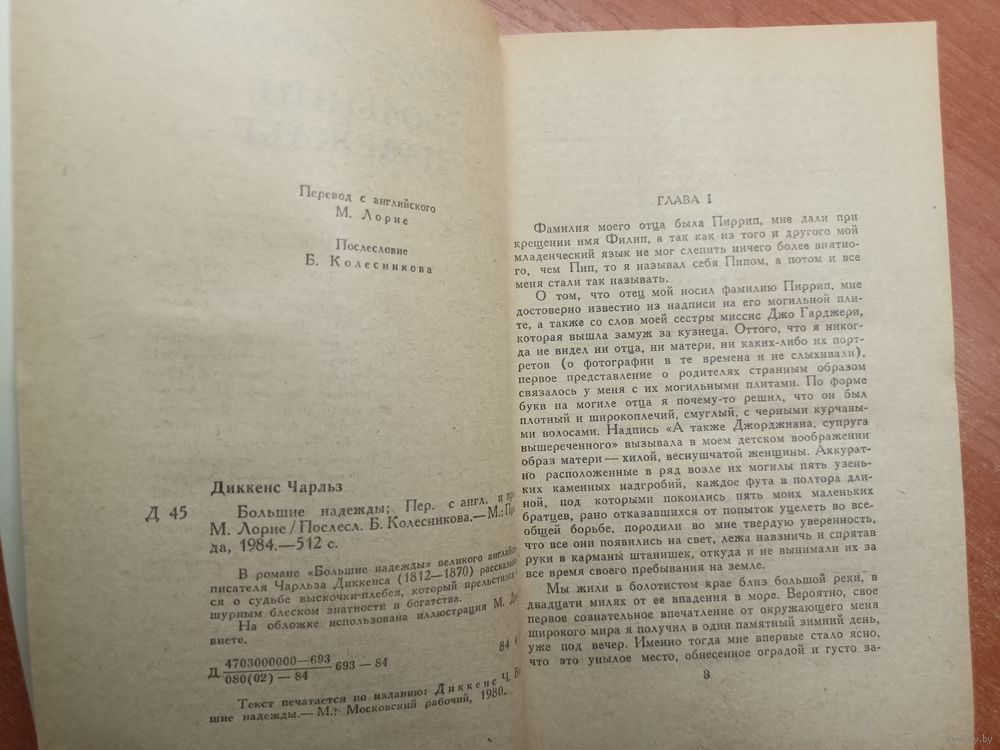 Перевод с английского
М. Лорие
Послесловие
Б. Колесникова
Диккенс Чарльз
Д 45
Большие надежды; Пер. с англ. и
М. Лорие / Послесл. Б. Колесникова.— М.:
да, 1984.—512 с.
В романе «Большие надежды» великого
писателя Чарльза Диккенса (1812—1870)
ся о судьбе выскочки-плебея, который прельстился
шурным блеском знатности и богатства.
На обложке использована иллюстрация М.
виете.
Д 4703000000—693
080(02) — 84
693 — 84
84
Текст печатается по изданию: Диккенс Ч.
шие надежды.— М.: Московский рабочий, 1980.
ГЛАВА I
Фамилия моего отца была Пиррип, мне дали при
крещении имя Филип, а так как из того и другого мой
младенческий язык не мог слепить ничего более внятно-
го, чем Пип, то я называл себя Пипом, а потом и все
меня стали так называть.
О том, что отец мой носил фамилию Пиррип, мне
достоверно известно из надписи на его могильной пли-
те, а также со слов моей сестры миссис Джо Гарджери,
которая вышла замуж за кузнеца. Оттого, что я никог-
да не видел ни отца, ни матери, ни каких-либо их порт-
ретов (о фотографии в те времена и не слыхивали),
первое представление о родителях странным образом
связалось у меня с их могильными плитами. По форме
букв на могиле отца я почему-то решил, что он был
плотный и широкоплечий, смуглый, с черными курчавы-
ми волосами. Надпись «А также Джорджиана, супруга
вышереченного» вызывала в моем детском воображении
образ матери — хилой, веснушчатой женщины. Аккурат-
но расположенные в ряд возле их могилы пять узень-
ких каменных надгробий, каждое фута в полтора дли-
ной, под которыми покоились пять моих маленьких
братцев, рано отказавшихся от попыток уцелеть во все-
общей борьбе, породили во мне твердую уверенность,
что все они появились на свет, лежа навзничь и спрятав
руки в карманы штанишек, откуда и не вынимали их за
все время своего пребывания на земле.
Мы жили в болотистом крае близ большой реки, в
двадцати милях от ее впадения в море. Вероятно, свое
первое сознательное впечатление от окружающего меня
широкого мира я получил в один памятный зимний день,
уже под вечер. Именно тогда мне впервые стало ясно,
что это унылое место, обнесенное оградой и густо за-
3